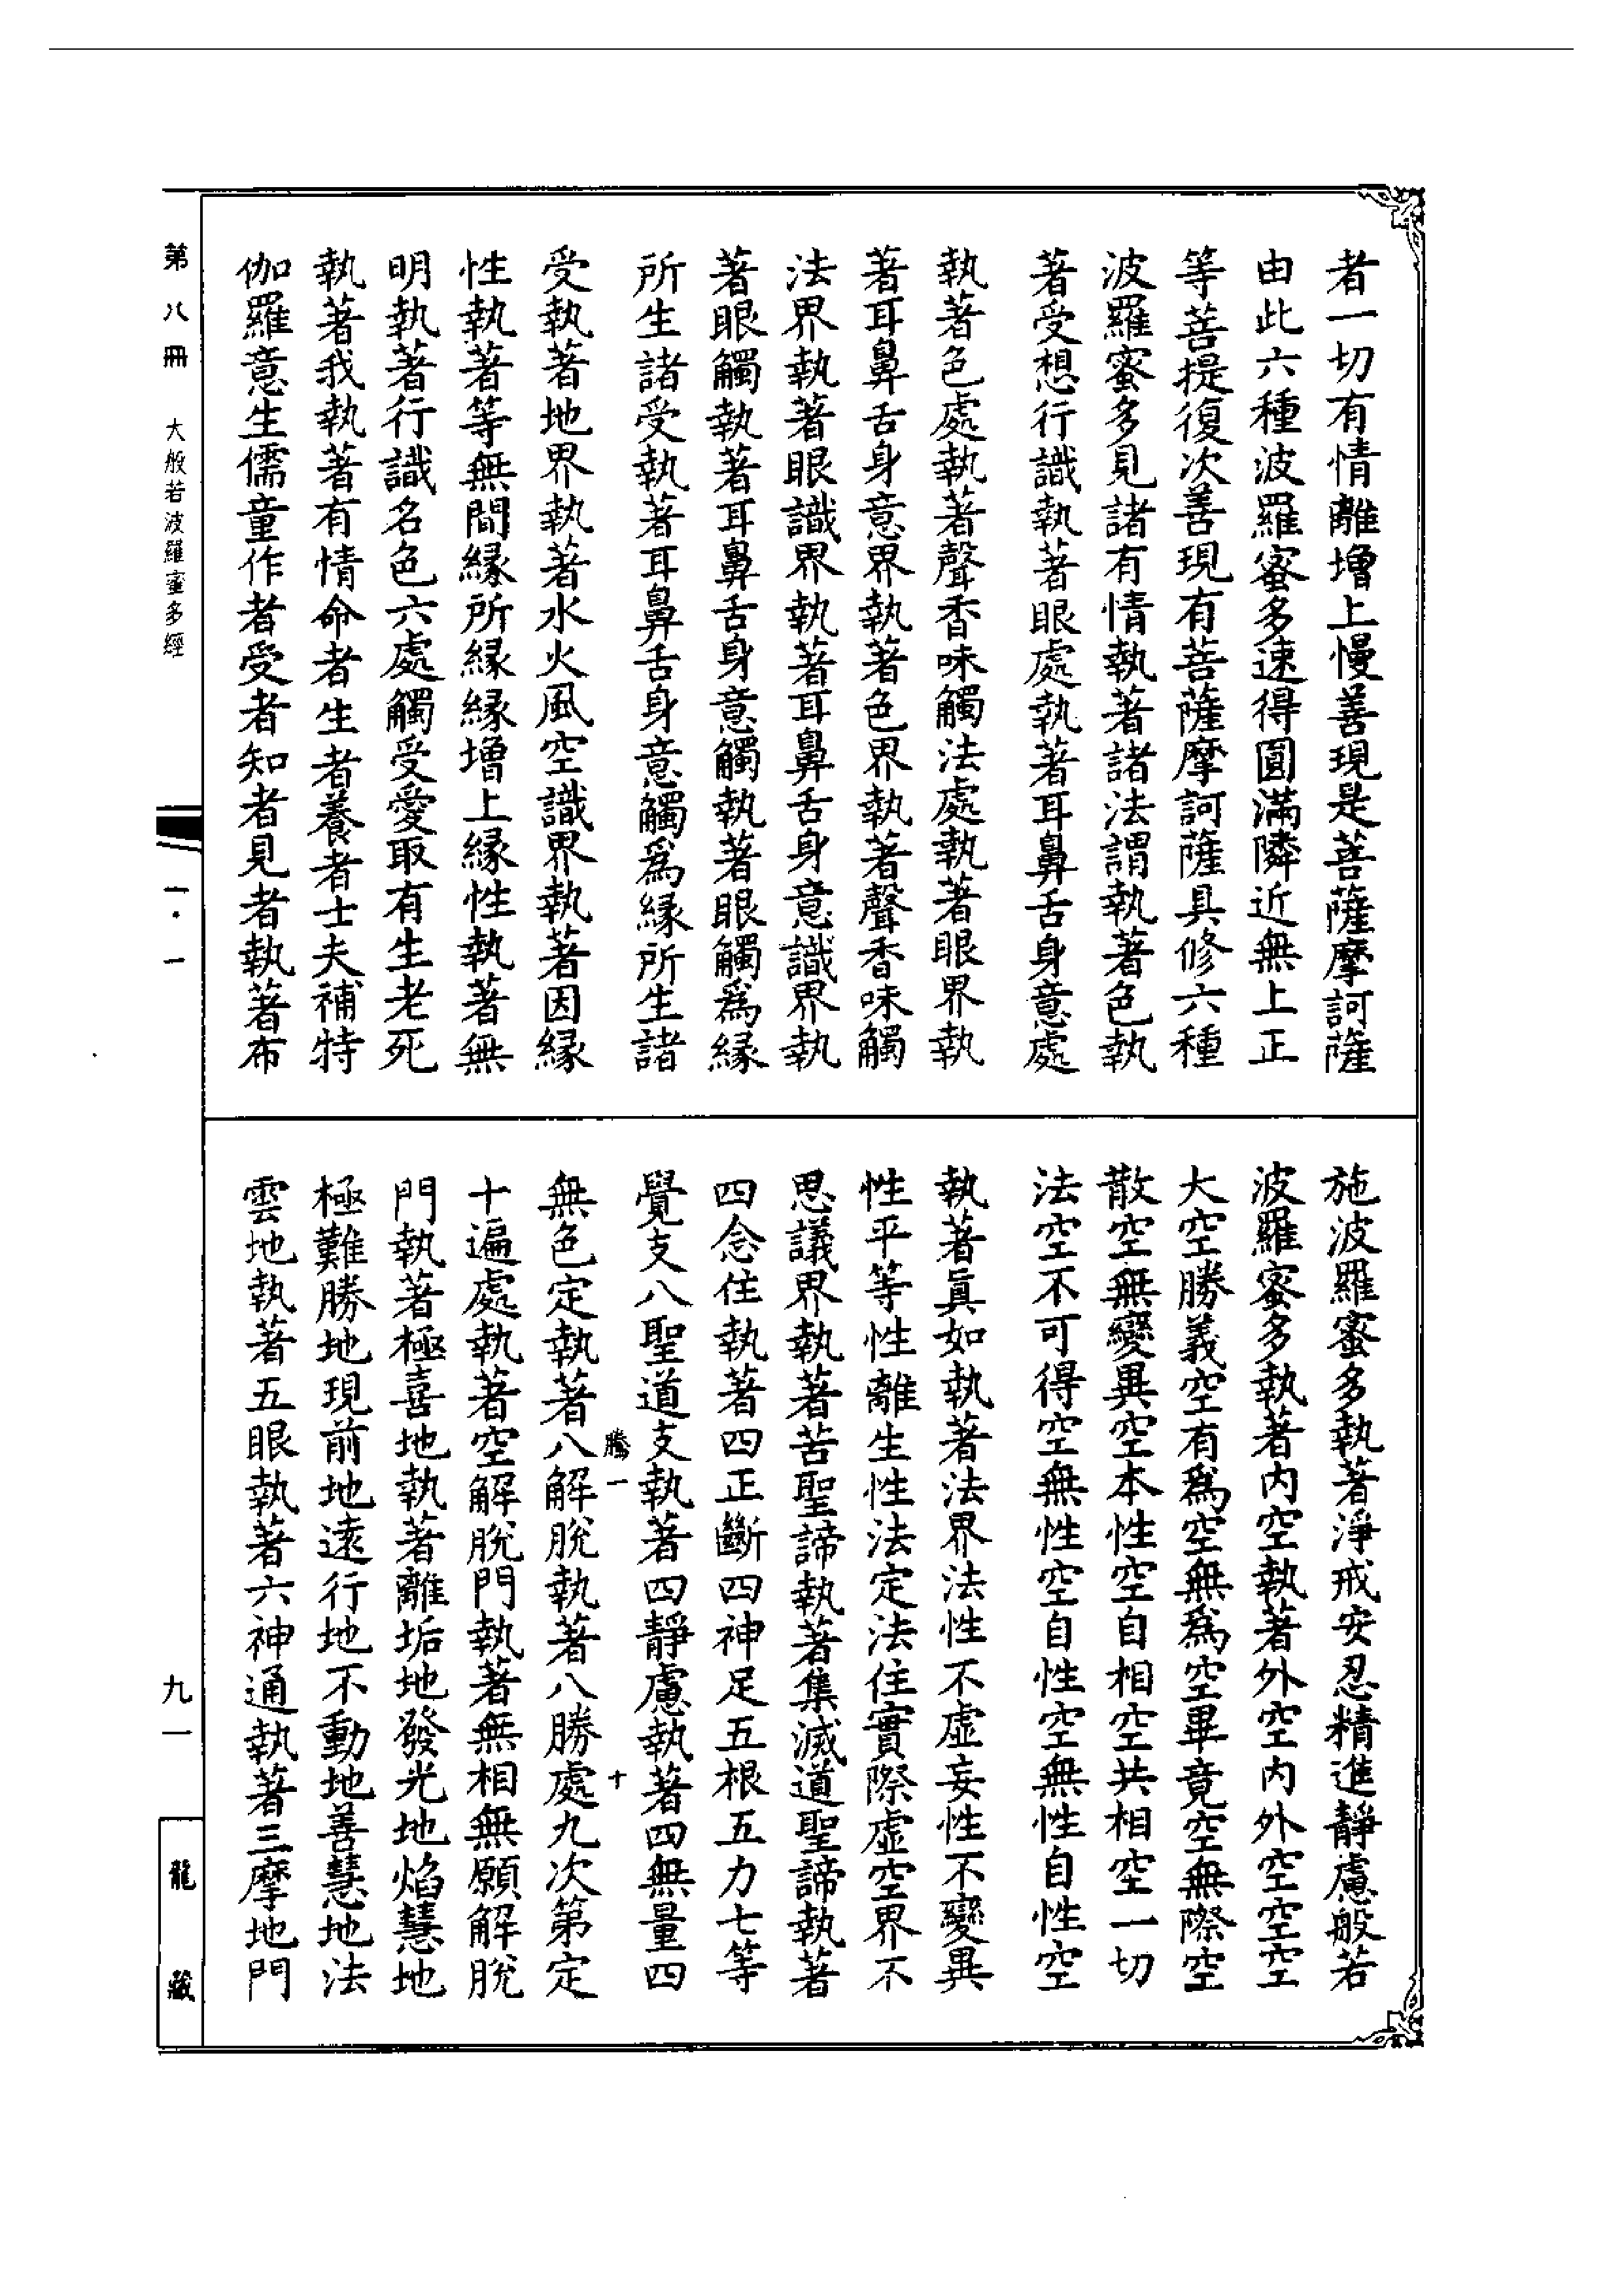 者一切有情離增上慢善現是菩薩摩訶薩
由此六種波羅蜜多速得圓滿隣近無上正
等菩提復次善現有菩薩摩訶薩具修六種
波羅蜜多見諸有情執著諸法謂執著色執
著受想行識執著眼處執著耳鼻舌身意處
執著色處執著聲香味觸法處執著眼界執
著耳鼻舌身意界執著色界執著聲香味觸
法界執著眼識界執著耳鼻舌身意識界執
著眼觸執著耳鼻舌身意觸執著眼觸爲緣
所生諸受執著耳鼻舌身意觸爲緣所生諸
受執著地界執著水火風空識界執著因緣
性執著等無間緣所緣緣增上緣性執著無
明執著行識名色六處觸受愛取有生老死
執著我執著有情命者生者養者士夫補特
伽羅意生儒童作者受者知者見者執著布
施波羅蜜多執著淨戒安忍精進靜慮般若
波羅蜜多執著內空執著外空內外空空空
大空勝義空有爲空無爲空畢竟空無際空
散空無變異空本性空自相空共相空一切
法空不可得空無性空自性空無性自性空
執著眞如執著法界法性不虛妄性不變異
性平等性離生性法定法住實際虛空界不
思議界執著苦聖諦執著集滅道聖諦執著
四念住執著四正斷四神足五根五力七等
覺支八聖道支執著四靜慮執著四無量四
騰一
十
無色定執著八解脫執著八勝處九次第定
十遍處執著空解脫門執著無相無願解脫
門執著極喜地執著離垢地發光地焰慧地
極難勝地現前地遠行地不動地善慧地法
雲地執著五眼執著六神通執著三摩地門
第八冊
大般若波羅蜜多經
一·一
九一
龍藏